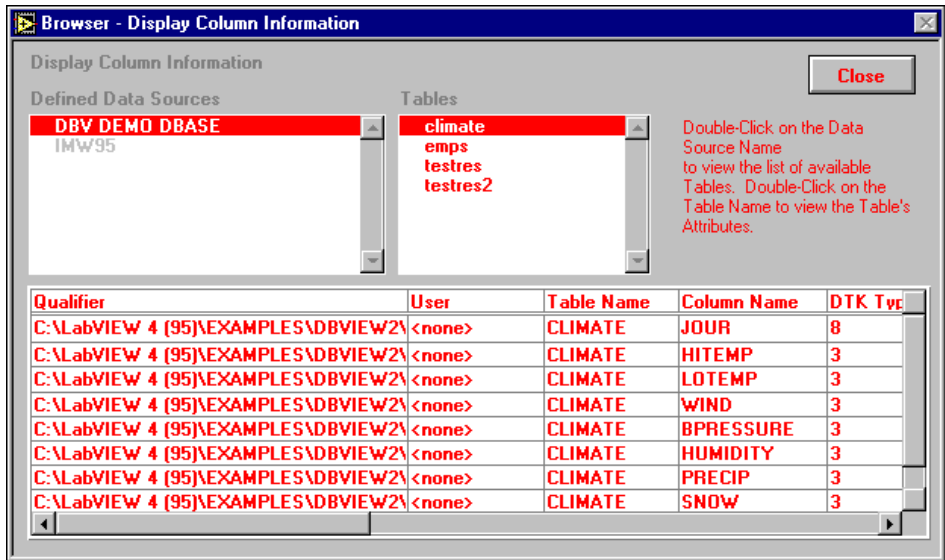 Browser - Display Column Information
Display Column Information
Close
Defined Data Sources
Tables
DBV DEMO DBASE
IMW95
climate
emps
testres
testres2
Double-Click on the Data
Source Name
to view the list of available
Tables. Double-Click on the
Table Name to view the Table's
Attributes.
Qualifier User Table Name Column Name DTK Typ
C:\LabVIEW 4 (95)\EXAMPLES\DBVIEW2\ <none> CLIMATE JOUR 8
C:\LabVIEW 4 (95)\EXAMPLES\DBVIEW2\ <none> CLIMATE HITEMP 3
C:\LabVIEW 4 (95)\EXAMPLES\DBVIEW2\ <none> CLIMATE LOTEMP 3
C:\LabVIEW 4 (95)\EXAMPLES\DBVIEW2\ <none> CLIMATE WIND 3
C:\LabVIEW 4 (95)\EXAMPLES\DBVIEW2\ <none> CLIMATE BPRESSURE 3
C:\LabVIEW 4 (95)\EXAMPLES\DBVIEW2\ <none> CLIMATE HUMIDITY 3
C:\LabVIEW 4 (95)\EXAMPLES\DBVIEW2\ <none> CLIMATE PRECIP 3
C:\LabVIEW 4 (95)\EXAMPLES\DBVIEW2\ <none> CLIMATE SNOW 3